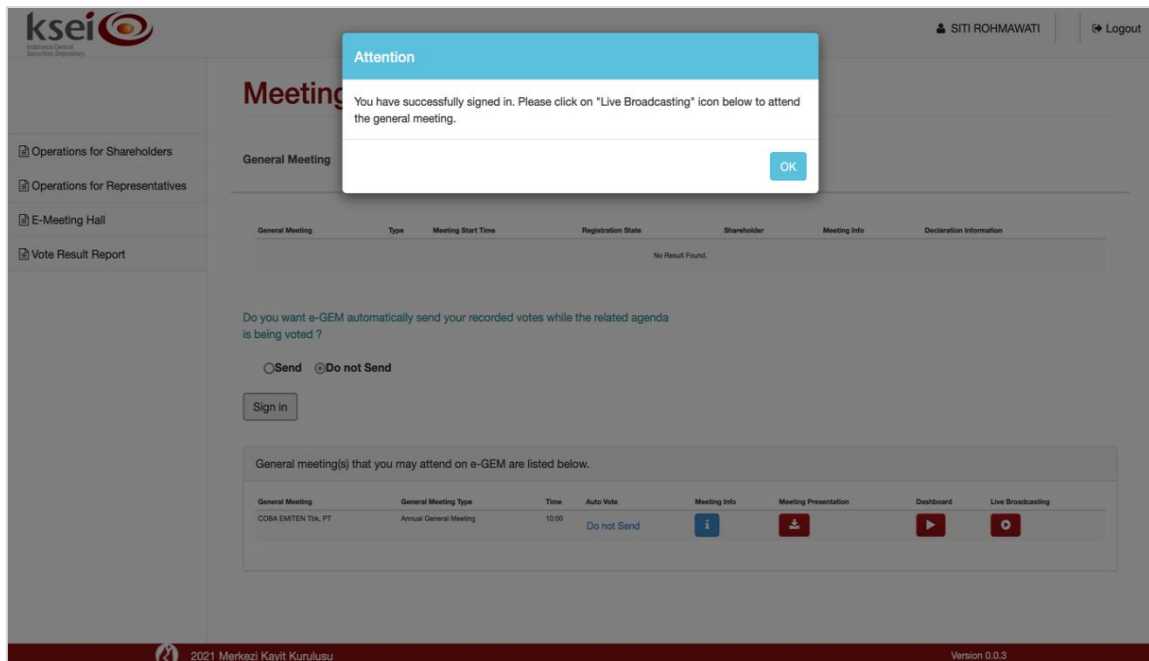 ksei
Indonesia Central
Securities Depository
SITI ROHMAWATI
Logout
Attention
You have successfully signed in. Please click on "Live Broadcasting" icon below to attend
the general meeting.
OK
Meeting
Operations for Shareholders
Operations for Representatives
E-Meeting Hall
Vote Result Report
General Meeting
General Meeting Type Meeting Start Time Registration State Shareholder Meeting Info Declaration Information
No Result Found.
Do you want e-GEM automatically send your recorded votes while the related agenda
is being voted ?
Send Do not Send
Sign in
General meeting(s) that you may attend on e-GEM are listed below.
General Meeting General Meeting Type Time Auto Vote Meeting Info Meeting Presentation Dashboard Live Broadcasting
COBA EMITEN Tbk, PT Annual General Meeting 10:00 Do not Send
2021 Merkezi Kayit Kurulusu
Version 0.0.3